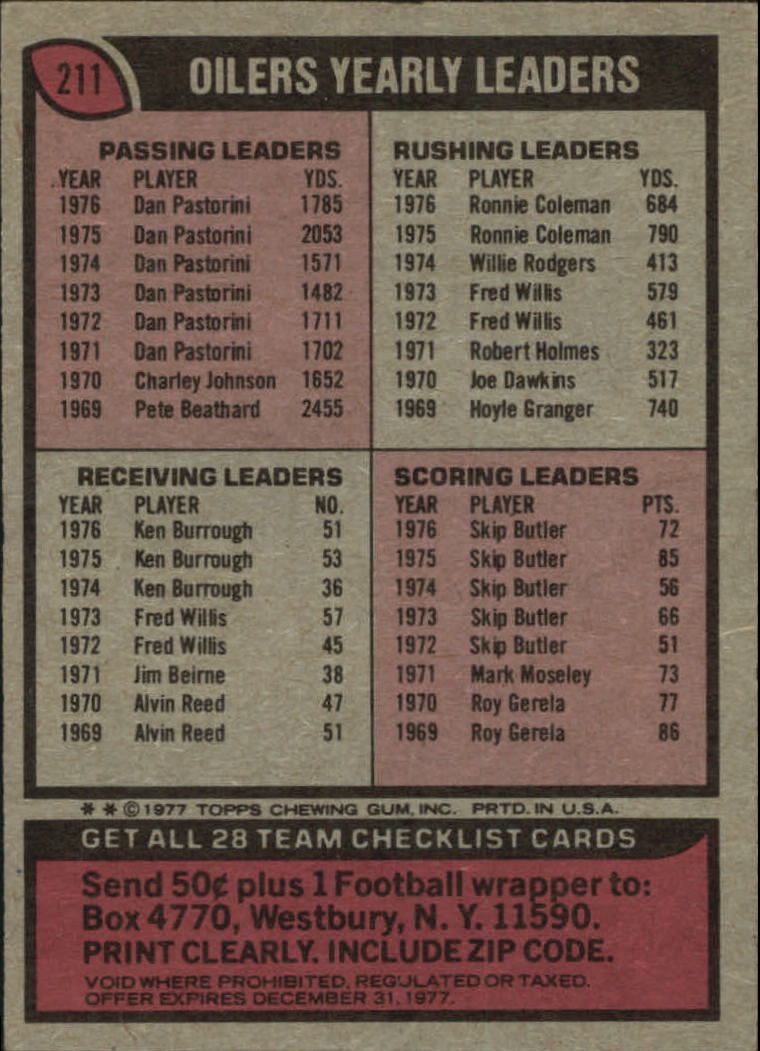 211 OILERS YEARLY LEADERS
PASSING LEADERS
YEAR PLAYER YDS.
1976 Dan Pastorini 1785
1975 Dan Pastorini 2053
1974 Dan Pastorini 1571
1973 Dan Pastorini 1482
1972 Dan Pastorini 1711
1971 Dan Pastorini 1702
1970 Charley Johnson 1652
1969 Pete Beathard 2455
RUSHING LEADERS
YEAR PLAYER YDS.
1976 Ronnie Coleman 684
1975 Ronnie Coleman 790
1974 Willie Rodgers 413
1973 Fred Willis 579
1972 Fred Willis 461
1971 Robert Holmes 323
1970 Joe Dawkins 517
1969 Hoyle Granger 740
RECEIVING LEADERS
YEAR PLAYER NO.
1976 Ken Burrough 51
1975 Ken Burrough 53
1974 Ken Burrough 36
1973 Fred Willis 57
1972 Fred Willis 45
1971 Jim Beirne 38
1970 Alvin Reed 47
1969 Alvin Reed 51
SCORING LEADERS
YEAR PLAYER PTS.
1976 Skip Butler 72
1975 Skip Butler 85
1974 Skip Butler 56
1973 Skip Butler 66
1972 Skip Butler 51
1971 Mark Moseley 73
1970 Roy Gerela 77
1969 Roy Gerela 86
* * ©1977 TOPPS CHEWING GUM, INC. PRTD. IN U.S.A.
GET ALL 28 TEAM CHECKLIST CARDS
Send 50¢ plus 1 Football wrapper to:
Box 4770, Westbury, N. Y. 11590.
PRINT CLEARLY. INCLUDE ZIP CODE.
VOID WHERE PROHIBITED, REGULATED OR TAXED.
OFFER EXPIRES DECEMBER 31, 1977.